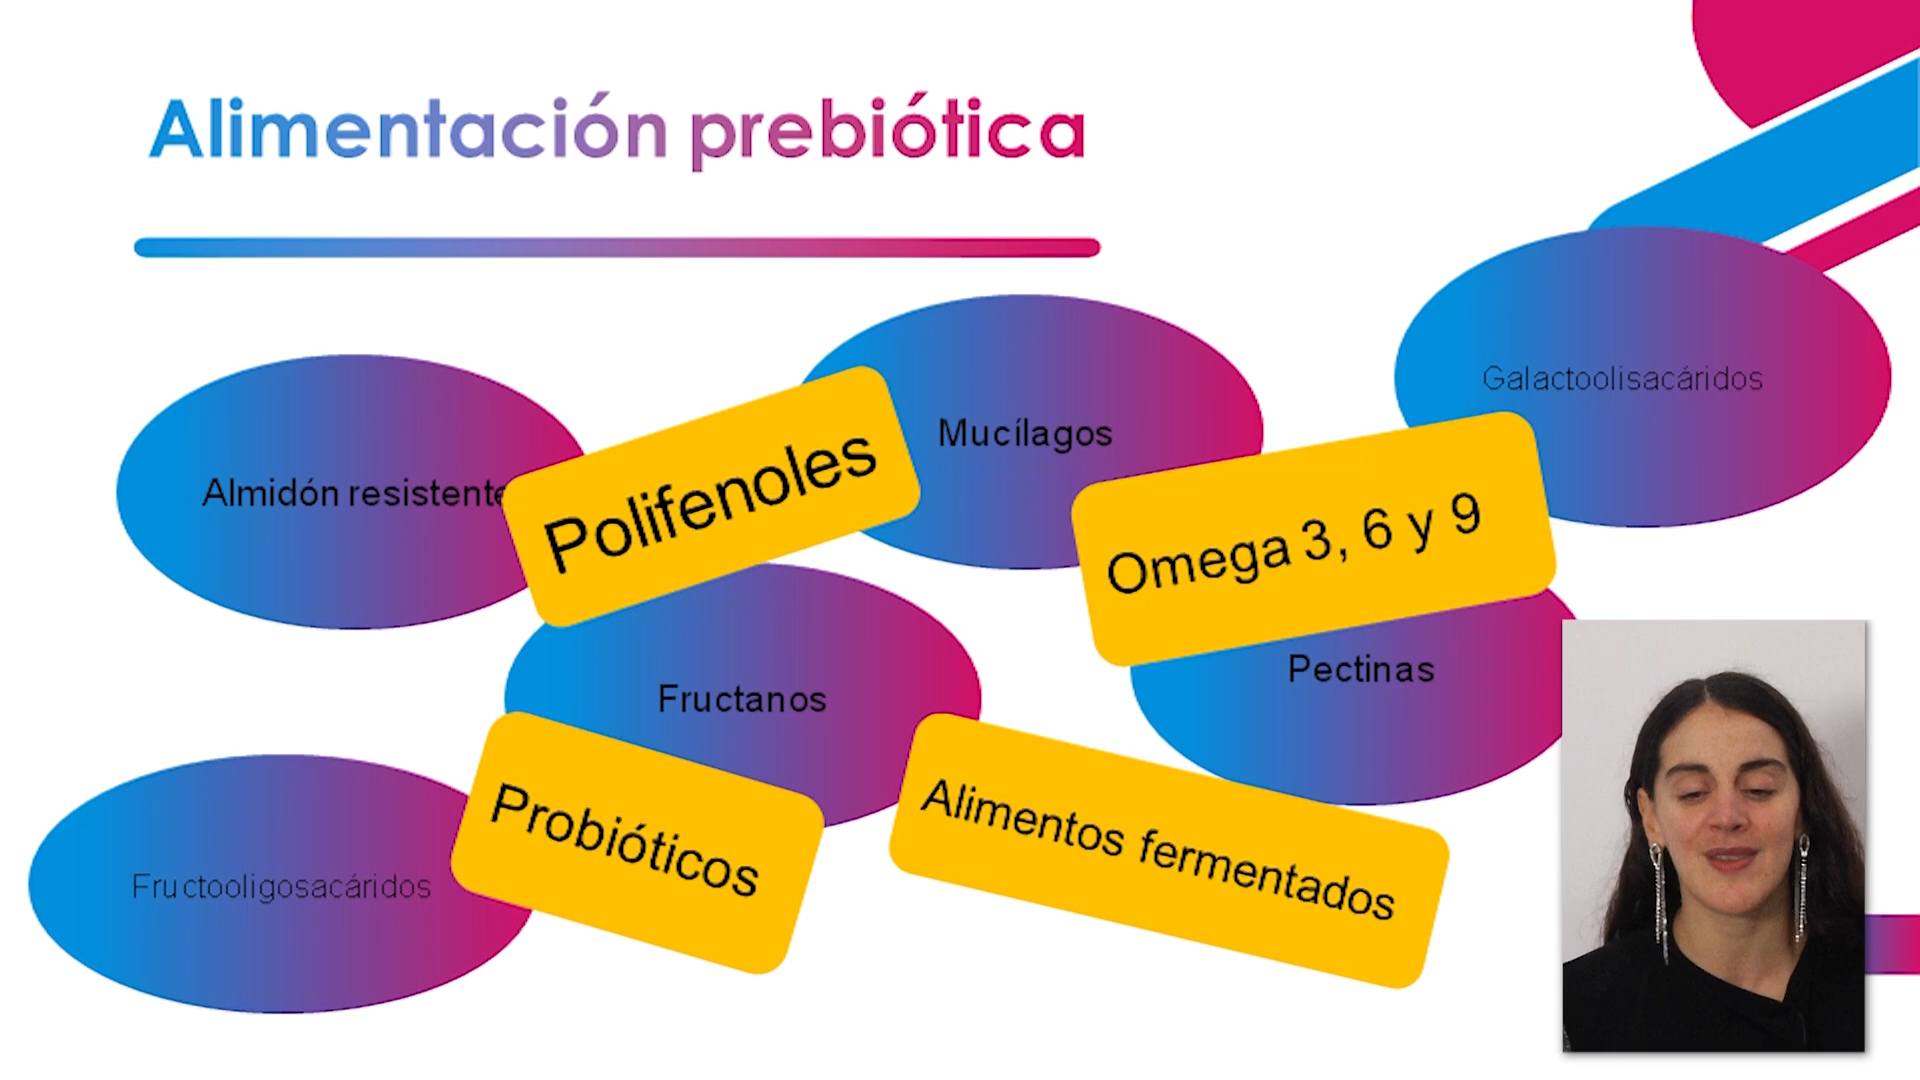 Alimentación prebiótica
Galactoolisacáridos
Mucílagos
Polifenoles
Almidón resistente
Omega 3, 6 y 9
Pectinas
Fructanos
Probióticos
Alimentos fermentados
Fructooligosacáridos